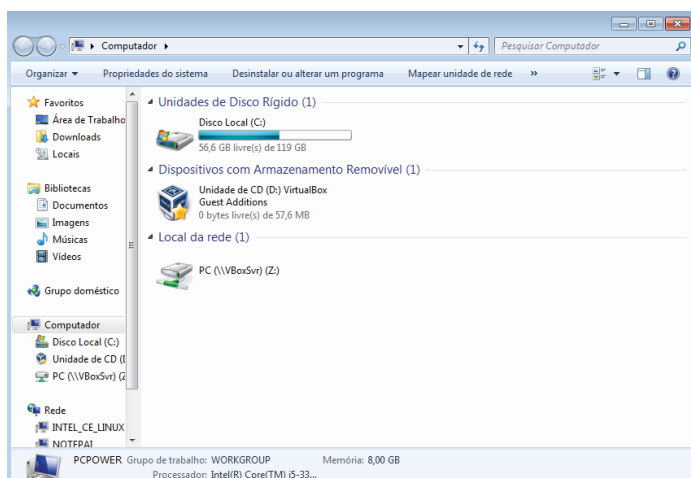 Computador
Pesquisar Computador
Organizar Propriedades do sistema Desinstalar ou alterar um programa Mapear unidade de rede »
Favoritos
Área de Trabalho
Downloads
Locais
Bibliotecas
Documentos
Imagens
Músicas
Vídeos
Grupo doméstico
Computador
Disco Local (C:)
Unidade de CD (
PC (\\VBoxSvr) (Z
Rede
INTEL_CE_LINUX
NOTEPAI
Unidades de Disco Rígido (1)
Disco Local (C:)
56,6 GB livre(s) de 119 GB
Dispositivos com Armazenamento Removível (1)
Unidade de CD (D:) VirtualBox
Guest Additions
0 bytes livre(s) de 57,6 MB
Local da rede (1)
PC (\\VBoxSvr) (Z:)
PCPOWER Grupo de trabalho: WORKGROUP Memória: 8,00 GB
Processador: Intel(R) Core(TM) i5-33...